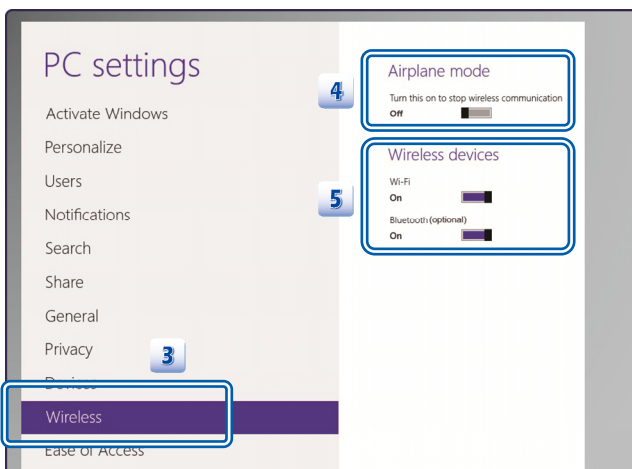 PC settings
Activate Windows
Personalize
Users
Notifications
Search
Share
General
Privacy
3
Devices
Wireless
Ease of Access
4
Airplane mode
Turn this on to stop wireless communication
Off
5
Wireless devices
Wi-Fi
On
Bluetooth (optional)
On